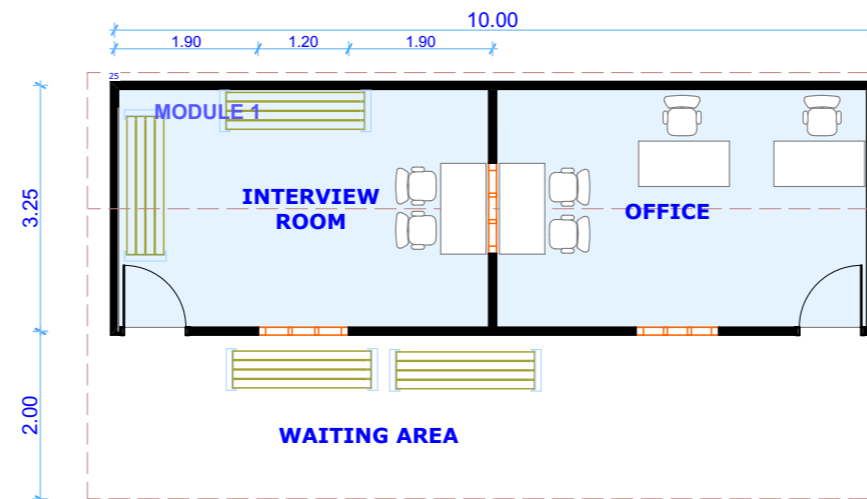 10.00
1.90
1.20
1.90
25
MODULE 1
3.25
INTERVIEW
ROOM
OFFICE
2.00
WAITING AREA